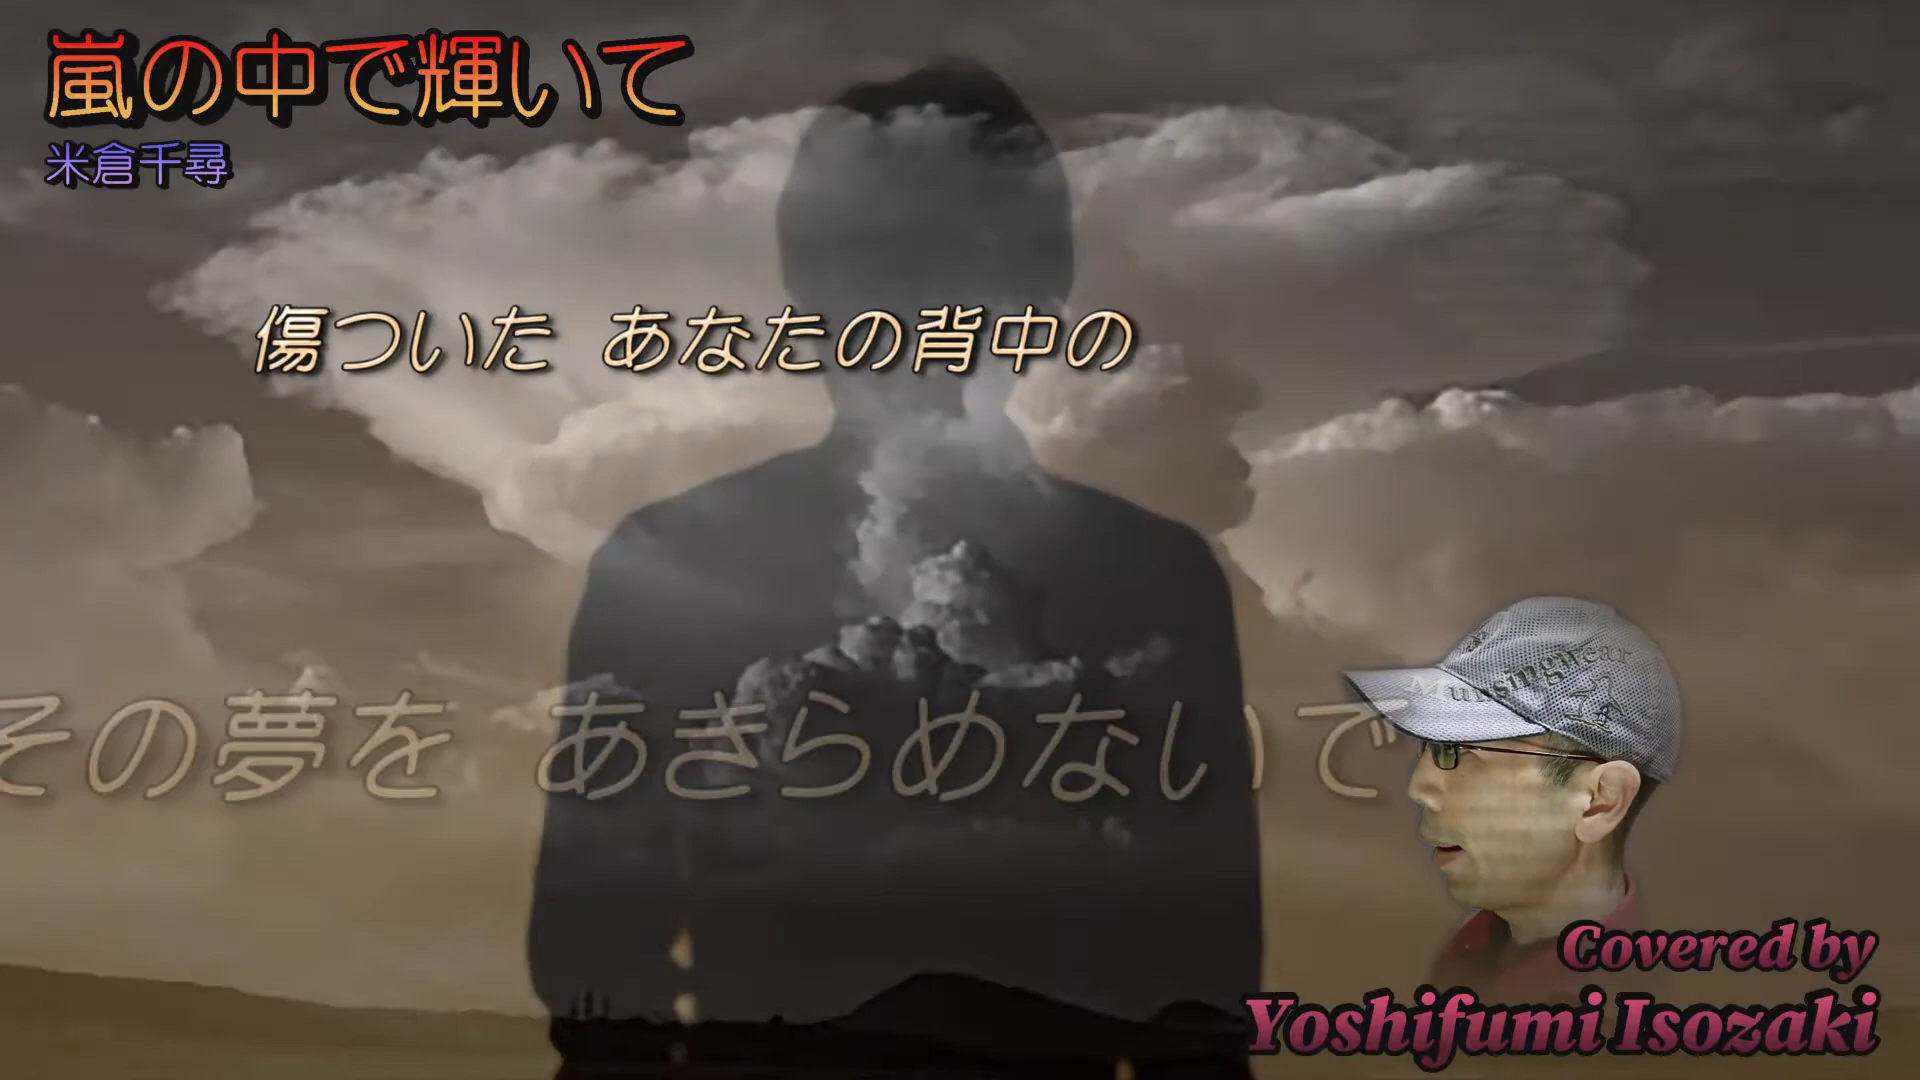 嵐の中で輝いて
米倉千尋
傷ついた あなたの背中の
その夢を あきらめないで
Munsingwear
Covered by
Yoshifumi Isozaki